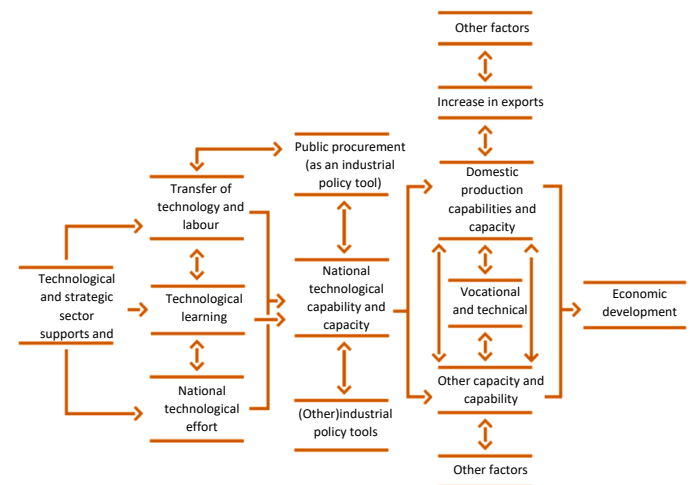 Other factors
Increase in exports
Public procurement
(as an industrial
policy tool)
Domestic
production
capabilities and
capacity
Transfer of
technology and
labour
Technological
and strategic
sector
supports and
Technological
learning
National
technological
capability and
capacity
Vocational
and technical
Economic
development
National
technological
effort
(Other)industrial
policy tools
Other capacity and
capability
Other factors